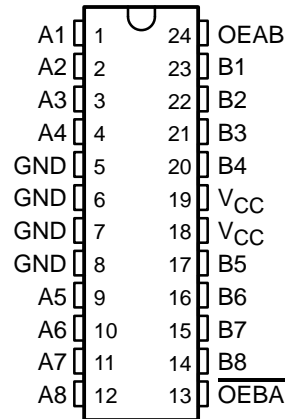 A1 1 24 OEAB
A2 2 23 B1
A3 3 22 B2
A4 4 21 B3
GND 5 20 B4
GND 6 19 VCC
GND 7 18 VCC
GND 8 17 B5
A5 9 16 B6
A6 10 15 B7
A7 11 14 B8
A8 12 13 O̅E̅B̅A̅